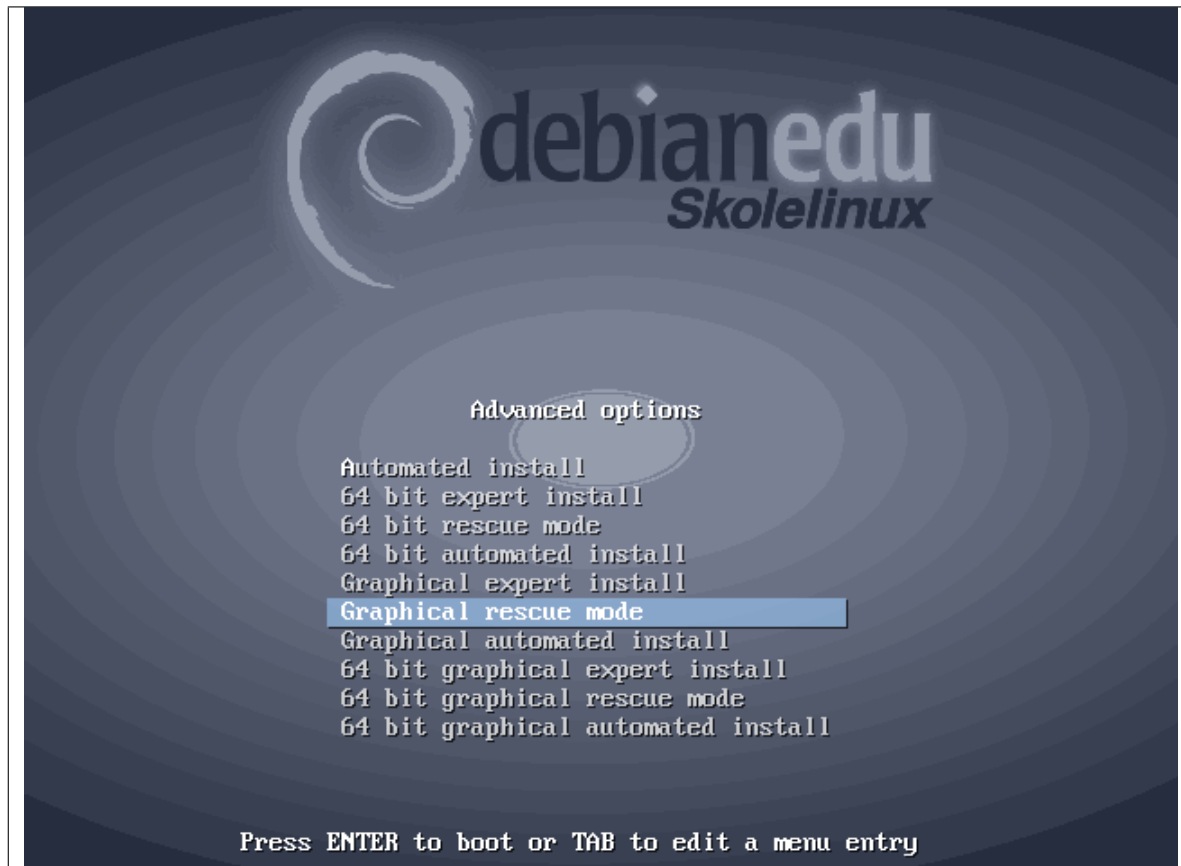 debianedu
Skolelinux
Advanced options
Automated install
64 bit expert install
64 bit rescue mode
64 bit automated install
Graphical expert install
Graphical rescue mode
Graphical automated install
64 bit graphical expert install
64 bit graphical rescue mode
64 bit graphical automated install
Press ENTER to boot or TAB to edit a menu entry